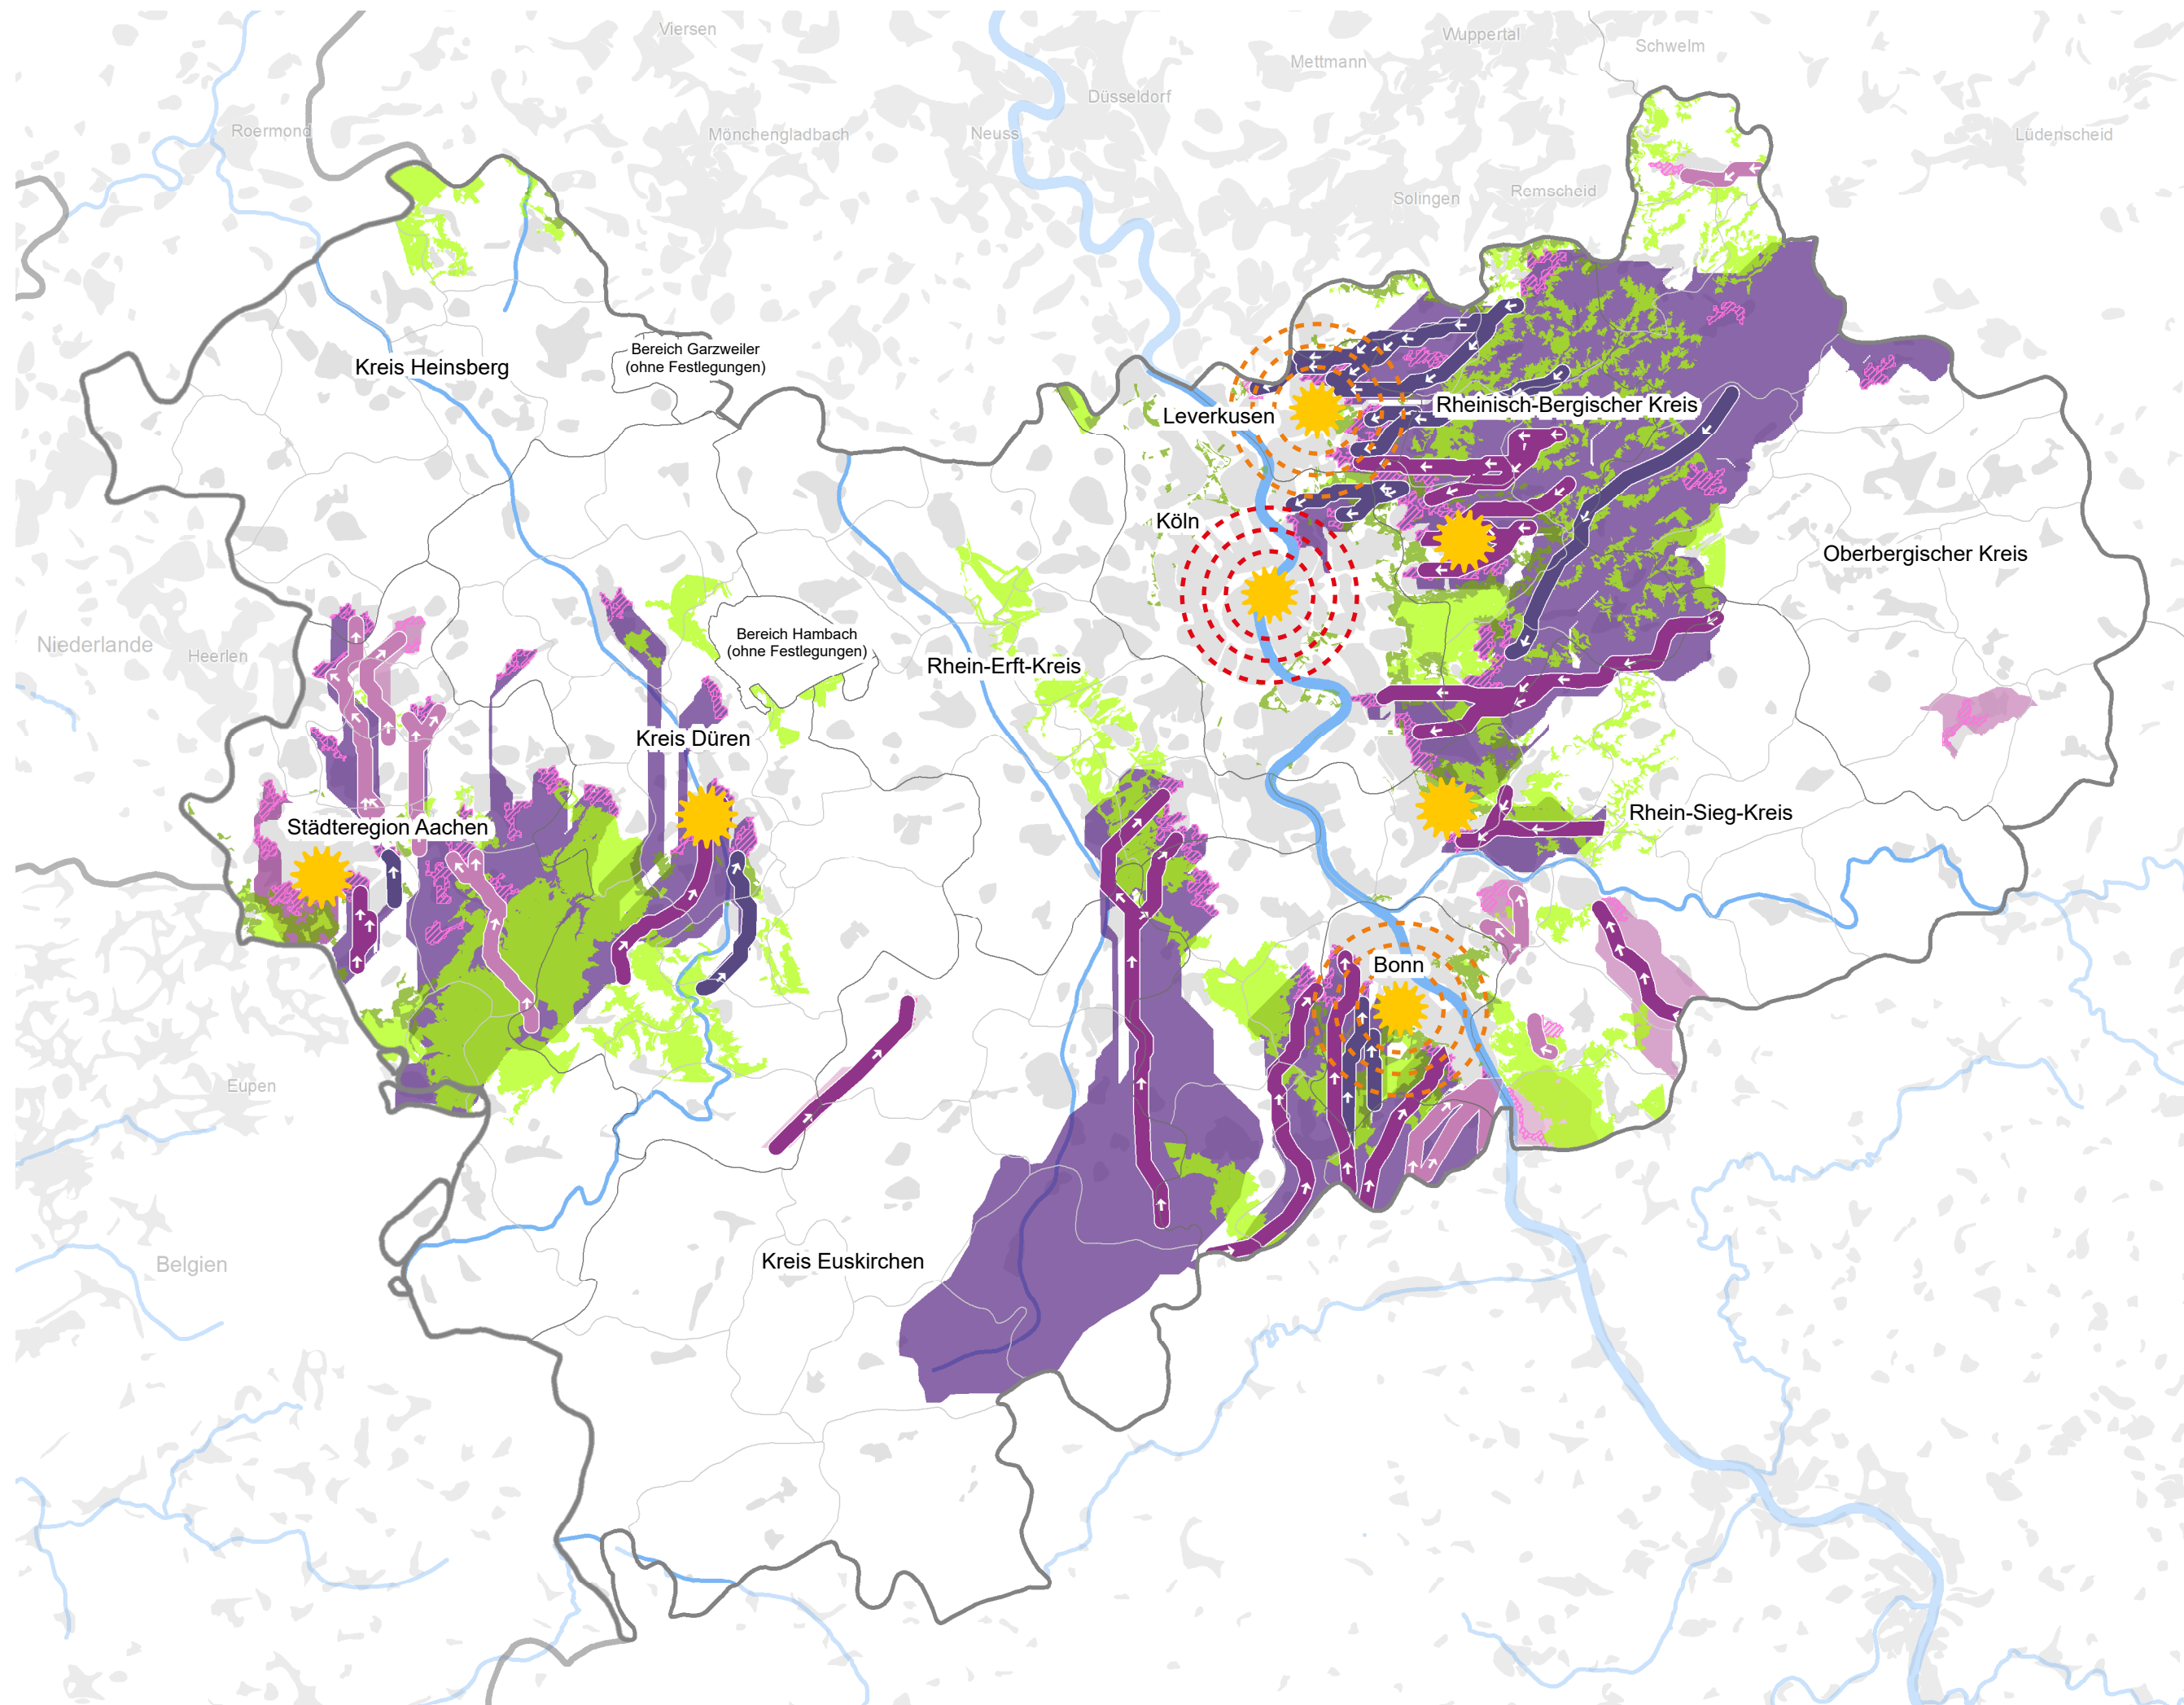 Viersen
Wuppertal
Schwelm
Mettmann
Düsseldorf
Roermond
Mönchengladbach
Neuss
Lüdenscheid
Solingen
Remscheid
Bereich Garzweiler
(ohne Festlegungen)
Kreis Heinsberg
Leverkusen
Rheinisch-Bergischer Kreis
Köln
Oberbergischer Kreis
Niederlande
Heerlen
Bereich Hambach
(ohne Festlegungen)
Rhein-Erft-Kreis
Kreis Düren
Städteregion Aachen
Rhein-Sieg-Kreis
Bonn
Eupen
Belgien
Kreis Euskirchen